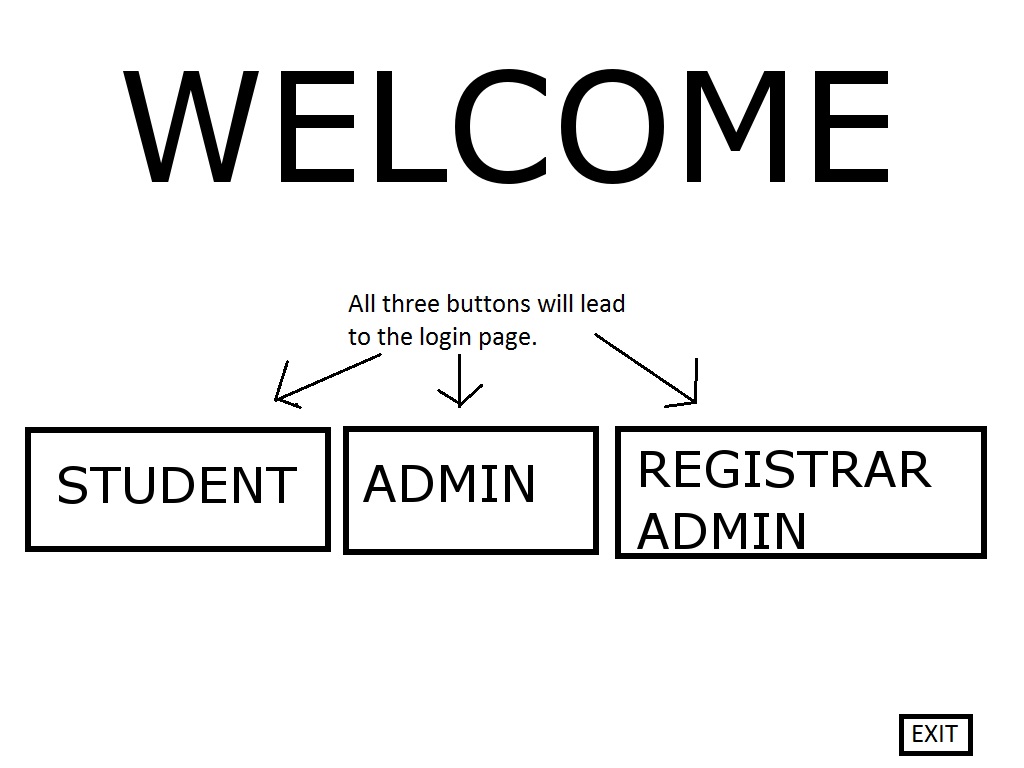 WELCOME
All three buttons will lead
to the login page.
STUDENT
ADMIN
REGISTRAR
ADMIN
EXIT